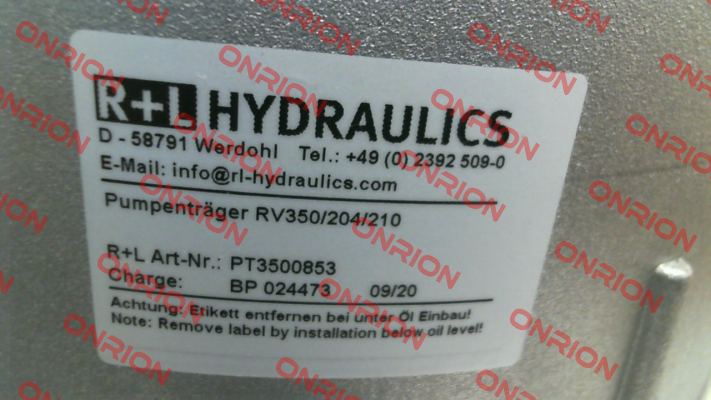 R+L HYDRAULICS
D - 58791 Werdohl Tel.: +49 (0) 2392 509-0
E-Mail: info@rl-hydraulics.com
Pumpenträger RV350/204/210
R+L Art-Nr.: PT3500853
Charge: BP 024473 09/20
Achtung: Etikett entfernen bei unter Öl Einbau!
Note: Remove label by installation below oil level!
ONRION